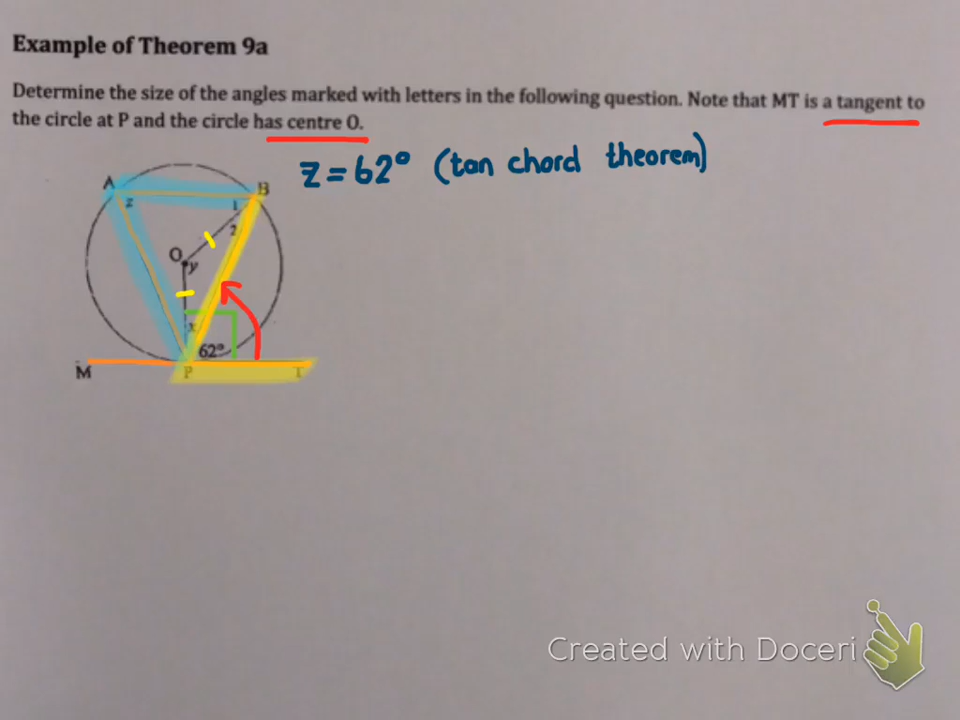 Example of Theorem 9a
Determine the size of the angles marked with letters in the following question. Note that MT is a tangent to
the circle at P and the circle has centre O.
z = 62° (tan chord theorem)
A
B
z
1
2
O
y
x
62°
M
P
T
Created with Doceri